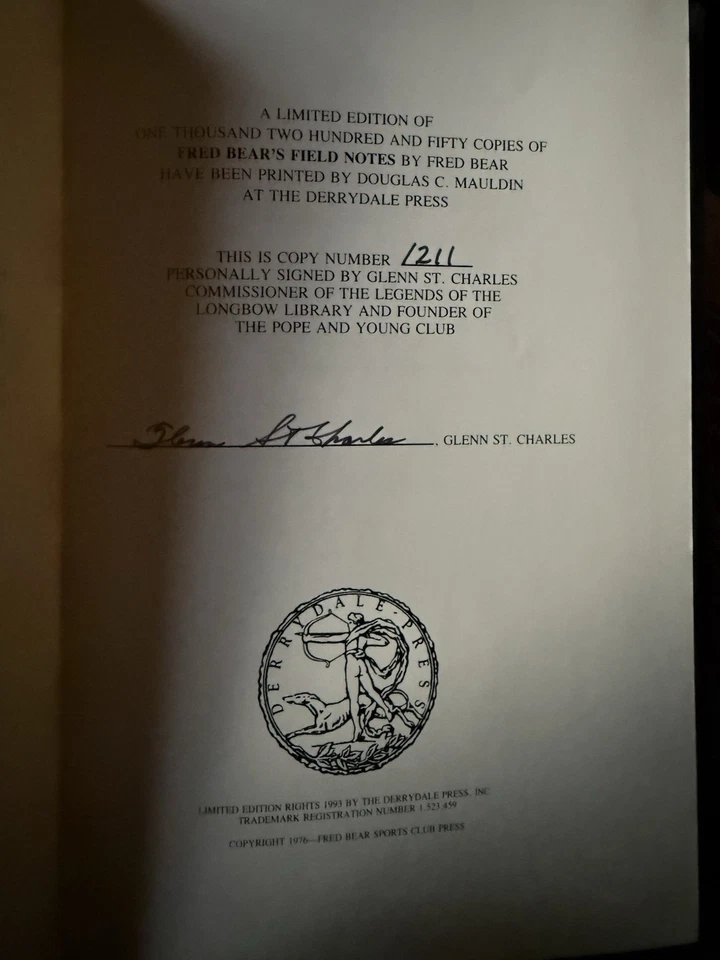 A LIMITED EDITION OF
ONE THOUSAND TWO HUNDRED AND FIFTY COPIES OF
FRED BEAR'S FIELD NOTES BY FRED BEAR
HAVE BEEN PRINTED BY DOUGLAS C. MAULDIN
AT THE DERRYDALE PRESS
THIS IS COPY NUMBER 1211
PERSONALLY SIGNED BY GLENN ST. CHARLES
COMMISSIONER OF THE LEGENDS OF THE
LONGBOW LIBRARY AND FOUNDER OF
THE POPE AND YOUNG CLUB
Glenn St Charles, GLENN ST. CHARLES
DERRYDALE-PRESS
LIMITED EDITION RIGHTS 1993 BY THE DERRYDALE PRESS, INC
TRADEMARK REGISTRATION NUMBER 1,523,459
COPYRIGHT 1976—FRED BEAR SPORTS CLUB PRESS